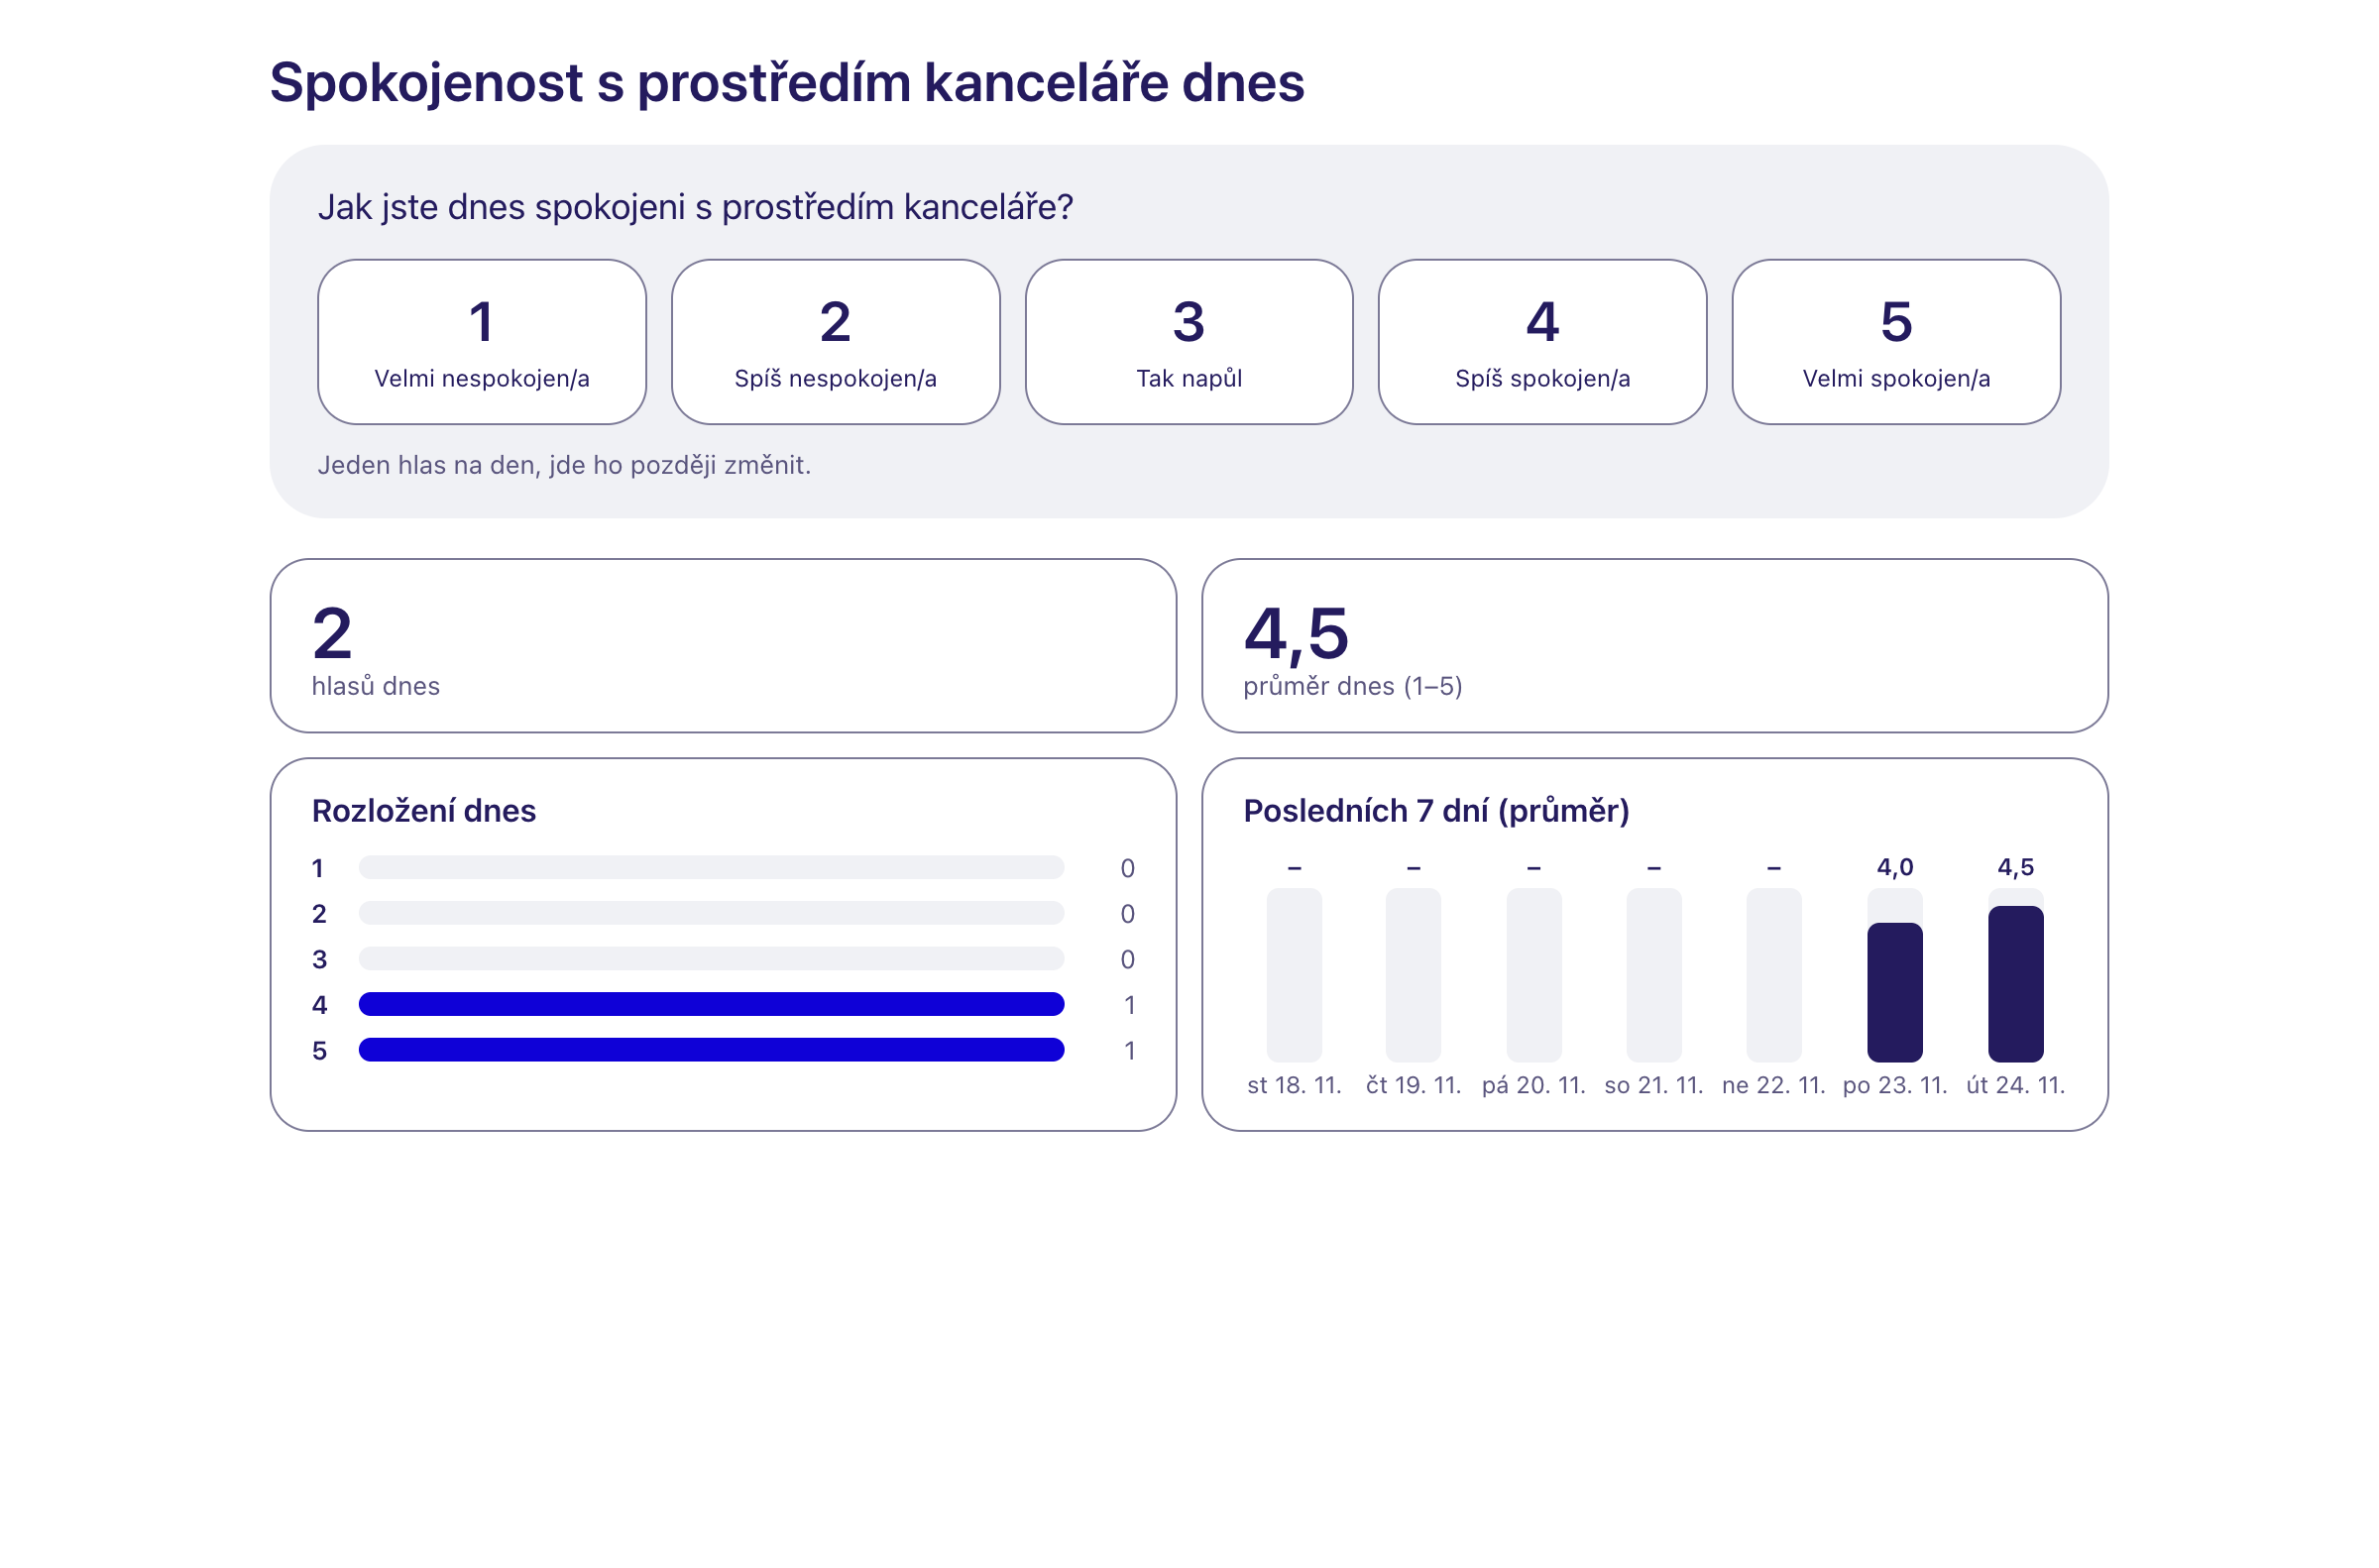 Spokojenost s prostředím kanceláře dnes
Jak jste dnes spokojeni s prostředím kanceláře?
1
Velmi nespokojen/a
2
Spíš nespokojen/a
3
Tak napůl
4
Spíš spokojen/a
5
Velmi spokojen/a
Jeden hlas na den, jde ho později změnit.
2
hlasů dnes
4,5
průměr dnes (1–5)
Rozložení dnes
1 0
2 0
3 0
4 1
5 1
Posledních 7 dní (průměr)
– – – – – 4,0 4,5
st 18. 11. čt 19. 11. pá 20. 11. so 21. 11. ne 22. 11. po 23. 11. út 24. 11.